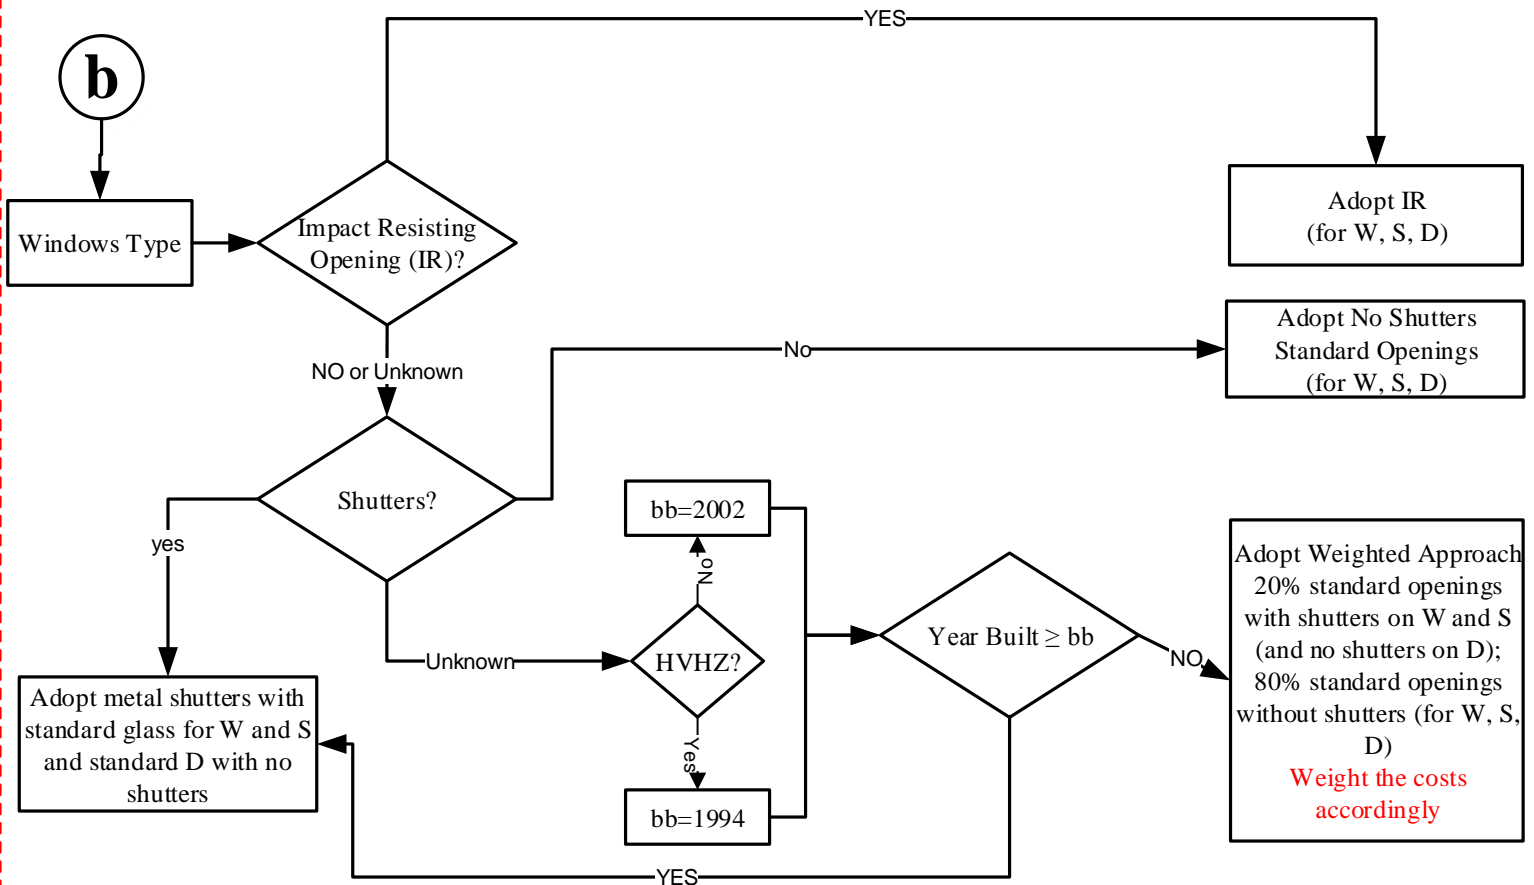 b
YES
Windows Type
Impact Resisting
Opening (IR)?
Adopt IR
(for W, S, D)
NO or Unknown
No
Adopt No Shutters
Standard Openings
(for W, S, D)
Shutters?
yes
Unknown
bb=2002
No
HVHZ?
Yes
bb=1994
Year Built ≥ bb
NO
YES
Adopt metal shutters with
standard glass for W and S
and standard D with no
shutters
Adopt Weighted Approach
20% standard openings
with shutters on W and S
(and no shutters on D);
80% standard openings
without shutters (for W, S,
D)
Weight the costs
accordingly